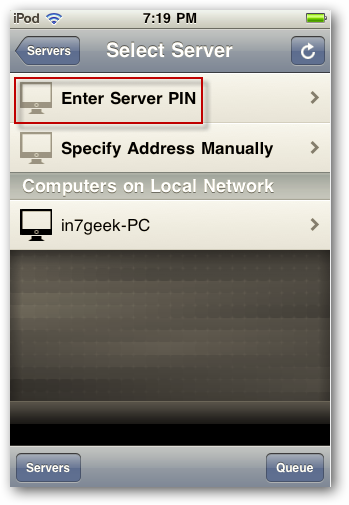 iPod 7:19 PM
Servers Select Server
Enter Server PIN
Specify Address Manually
Computers on Local Network
in7geek-PC
Servers Queue